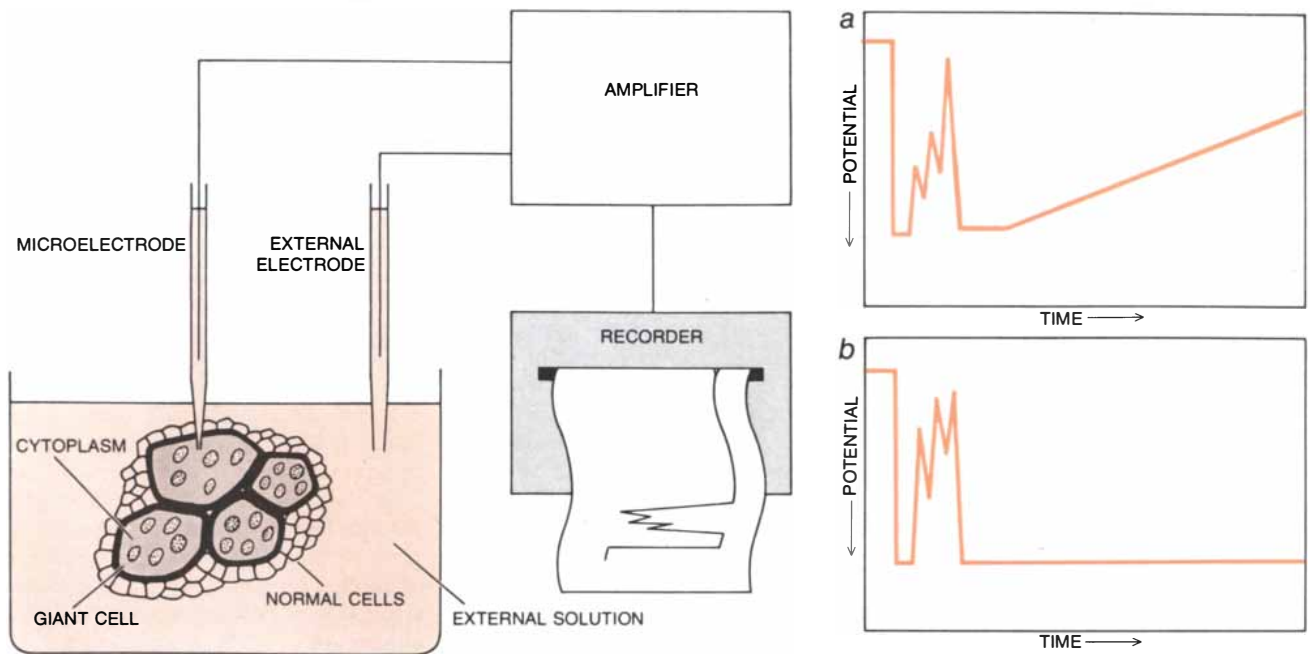 AMPLIFIER
MICROELECTRODE
EXTERNAL
ELECTRODE
RECORDER
CYTOPLASM
NORMAL CELLS
GIANT CELL
EXTERNAL SOLUTION
a
POTENTIAL
TIME
b
POTENTIAL
TIME